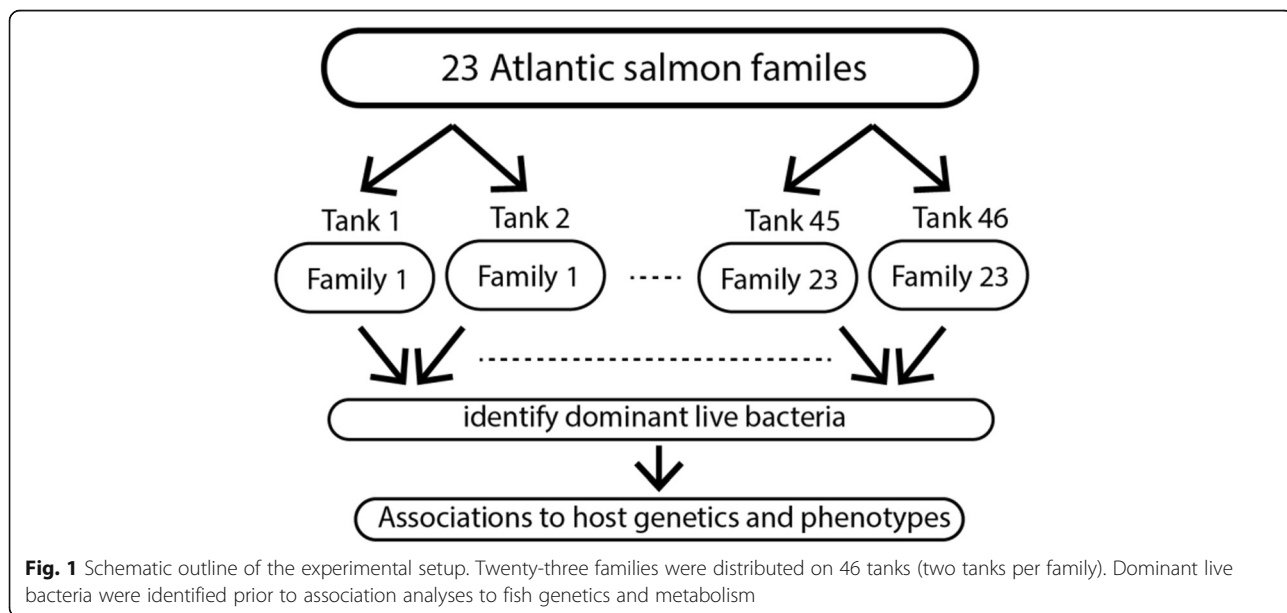 23 Atlantic salmon familes
Tank 1
Tank 2
Tank 45
Tank 46
Family 1
Family 1
Family 23
Family 23
identify dominant live bacteria
Associations to host genetics and phenotypes
Fig. 1 Schematic outline of the experimental setup. Twenty-three families were distributed on 46 tanks (two tanks per family). Dominant live
bacteria were identified prior to association analyses to fish genetics and metabolism